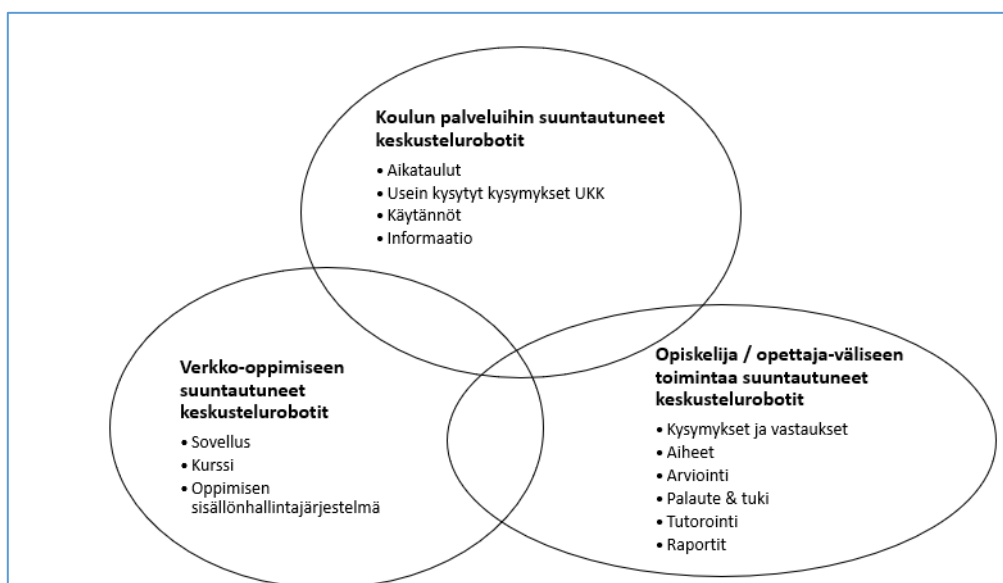 Koulun palveluihin suuntautuneet
keskustelurobotit
• Aikataulut
• Usein kysytyt kysymykset UKK
• Käytännöt
• Informaatio
Verkko-oppimiseen
suuntautuneet
keskustelurobotit
• Sovellus
• Kurssi
• Oppimisen
sisällönhallintajärjestelmä
Opiskelija / opettaja-väliseen
toimintaa suuntautuneet
keskustelurobotit
• Kysymykset ja vastaukset
• Aiheet
• Arviointi
• Palaute & tuki
• Tutorointi
• Raportit